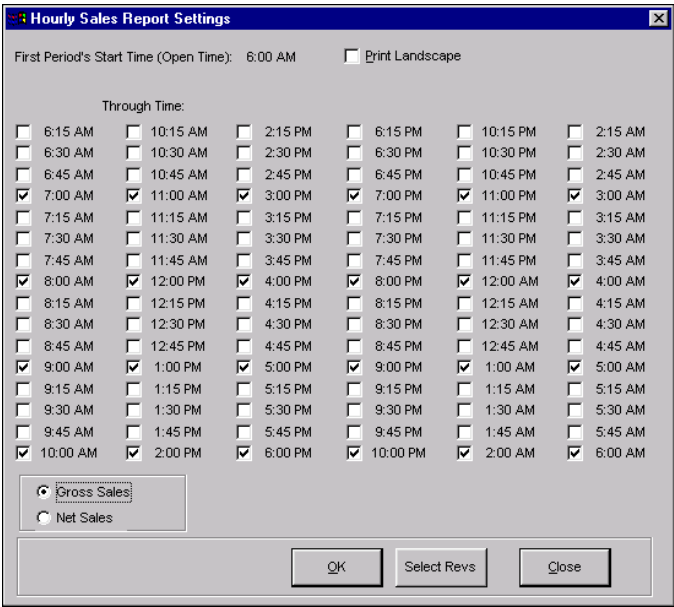 Hourly Sales Report Settings
First Period's Start Time (Open Time): 6:00 AM Print Landscape
Through Time:
6:15 AM 10:15 AM 2:15 PM 6:15 PM 10:15 PM 2:15 AM
6:30 AM 10:30 AM 2:30 PM 6:30 PM 10:30 PM 2:30 AM
6:45 AM 10:45 AM 2:45 PM 6:45 PM 10:45 PM 2:45 AM
7:00 AM 11:00 AM 3:00 PM 7:00 PM 11:00 PM 3:00 AM
7:15 AM 11:15 AM 3:15 PM 7:15 PM 11:15 PM 3:15 AM
7:30 AM 11:30 AM 3:30 PM 7:30 PM 11:30 PM 3:30 AM
7:45 AM 11:45 AM 3:45 PM 7:45 PM 11:45 PM 3:45 AM
8:00 AM 12:00 PM 4:00 PM 8:00 PM 12:00 AM 4:00 AM
8:15 AM 12:15 PM 4:15 PM 8:15 PM 12:15 AM 4:15 AM
8:30 AM 12:30 PM 4:30 PM 8:30 PM 12:30 AM 4:30 AM
8:45 AM 12:45 PM 4:45 PM 8:45 PM 12:45 AM 4:45 AM
9:00 AM 1:00 PM 5:00 PM 9:00 PM 1:00 AM 5:00 AM
9:15 AM 1:15 PM 5:15 PM 9:15 PM 1:15 AM 5:15 AM
9:30 AM 1:30 PM 5:30 PM 9:30 PM 1:30 AM 5:30 AM
9:45 AM 1:45 PM 5:45 PM 9:45 PM 1:45 AM 5:45 AM
10:00 AM 2:00 PM 6:00 PM 10:00 PM 2:00 AM 6:00 AM
Gross Sales
Net Sales
OK Select Revs Close